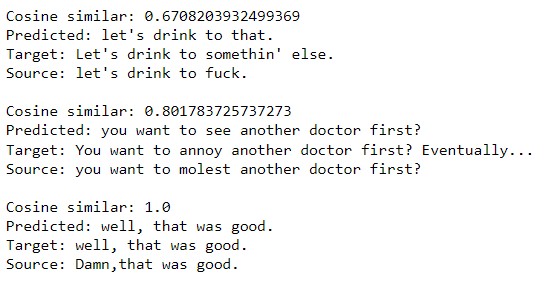 Cosine similar: 0.6708203932499369
Predicted: let's drink to that.
Target: Let's drink to somethin' else.
Source: let's drink to fuck.
Cosine similar: 0.801783725737273
Predicted: you want to see another doctor first?
Target: You want to annoy another doctor first? Eventually...
Source: you want to molest another doctor first?
Cosine similar: 1.0
Predicted: well, that was good.
Target: well, that was good.
Source: Damn,that was good.